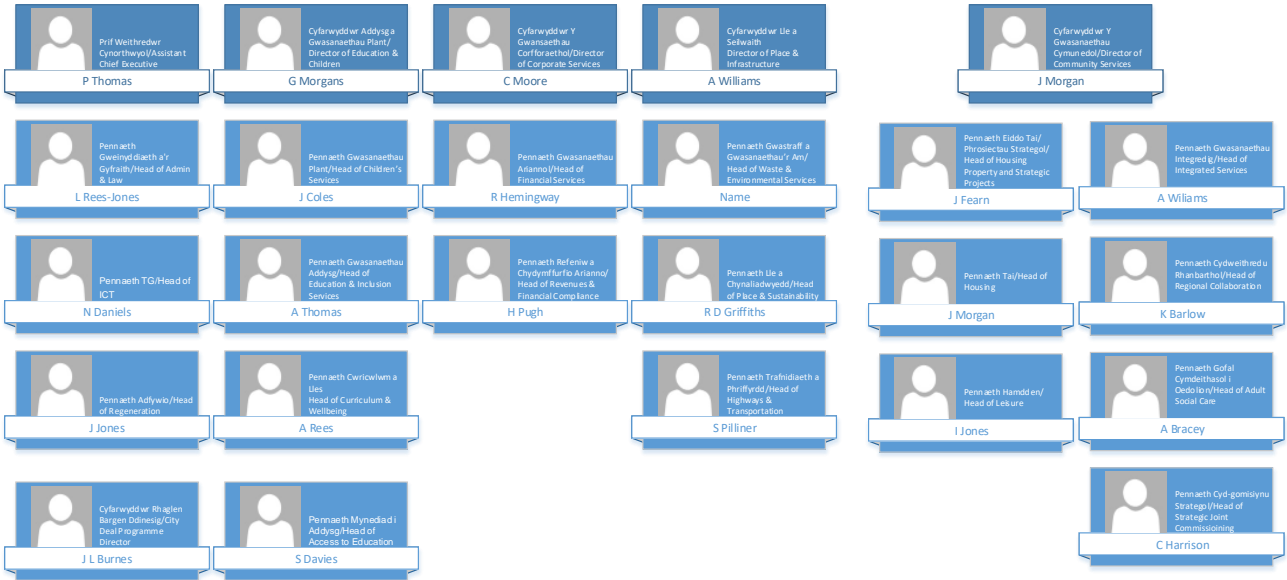 Prif Weithredwr
Cynorthwyol/Assistant
Chief Executive
P Thomas
Cyfarwyddwr Addysg a
Gwasanaethau Plant/
Director of Education &
Children
G Morgans
Cyfarwyddwr Y
Gwansaethau
Corfforaethol/Director
of Corporate Services
C Moore
Cyfarwyddwr Lle a
Seilwaith
Director of Place &
Infrastructure
A Williams
Cyfarwyddwr Y
Gwasanaethau
Cymunedol/Director of
Community Services
J Morgan
Pennaeth
Gweinyddiaeth a'r
Gyfraith/Head of Admin
& Law
L Rees-Jones
Pennaeth Gwasanaethau
Plant/Head of Children's
Services
J Coles
Pennaeth Gwasanaethau
Ariannol/Head of
Financial Services
R Hemingway
Pennaeth Gwastraff a
Gwasanaethau'r Am/
Head of Waste &
Environmental Services
Name
Pennaeth Eiddo Tai/
Phrosiectau Strategol/
Head of Housing
Property and Strategic
Projects
J Fearn
Pennaeth Gwasanaethau
Integredig/Head of
Integrated Services
A Wiliams
Pennaeth TG/Head of
ICT
N Daniels
Pennaeth Gwasanaethau
Addysg/Head of
Education & Inclusion
Services
A Thomas
Pennaeth Refeniw a
Chydymffurfio Arianno/
Head of Revenues &
Financial Compliance
H Pugh
Pennaeth Lle a
Chynaliadwyedd/Head
of Place & Sustainability
R D Griffiths
Pennaeth Tai/Head of
Housing
J Morgan
Pennaeth Cydweithredu
Rhanbarthol/Head of
Regional Collaboration
K Barlow
Pennaeth Adfywio/Head
of Regeneration
J Jones
Pennaeth Cwricwlwm a
Lles
Head of Curriculum &
Wellbeing
A Rees
Pennaeth Trafnidiaeth a
Phriffyrdd/Head of
Highways &
Transportation
S Pilliner
Pennaeth Hamdden/
Head of Leisure
I Jones
Pennaeth Gofal
Cymdeithasol i
Oedolion/Head of Adult
Social Care
A Bracey
Cyfarwyddwr Rhaglen
Bargen Ddinesig/City
Deal Programme
Director
J L Burnes
Pennaeth Mynediad i
Addysg/Head of
Access to Education
S Davies
Pennaeth Cyd-gomisiynu
Strategol/Head of
Strategic Joint
Commissioining
C Harrison